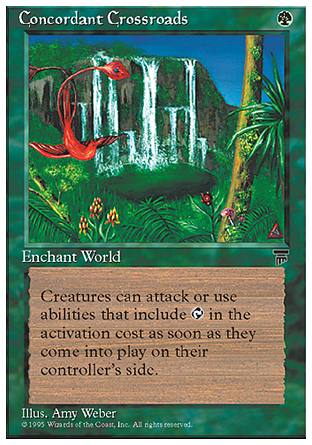 Concordant Crossroads
Enchant World
Creatures can attack or use
abilities that include in the
activation cost as soon as they
come into play on their
controller's side.
Illus. Amy Weber
© 1995 Wizards of the Coast, Inc. All rights reserved.